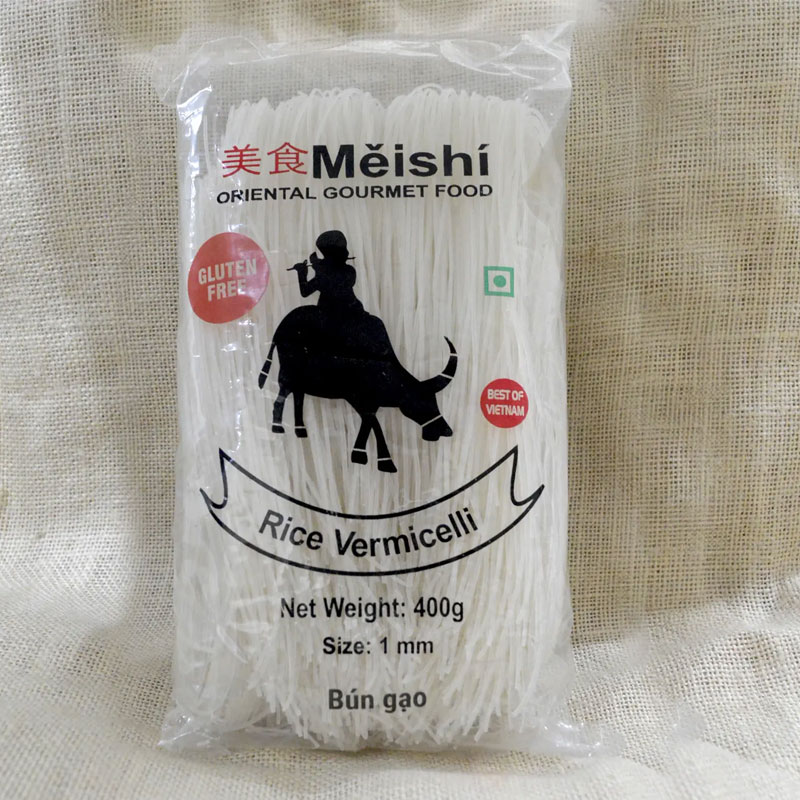 美食Měishí
ORIENTAL GOURMET FOOD
GLUTEN
FREE
BEST OF
VIETNAM
Rice Vermicelli
Net Weight: 400g
Size: 1 mm
Bún gạo